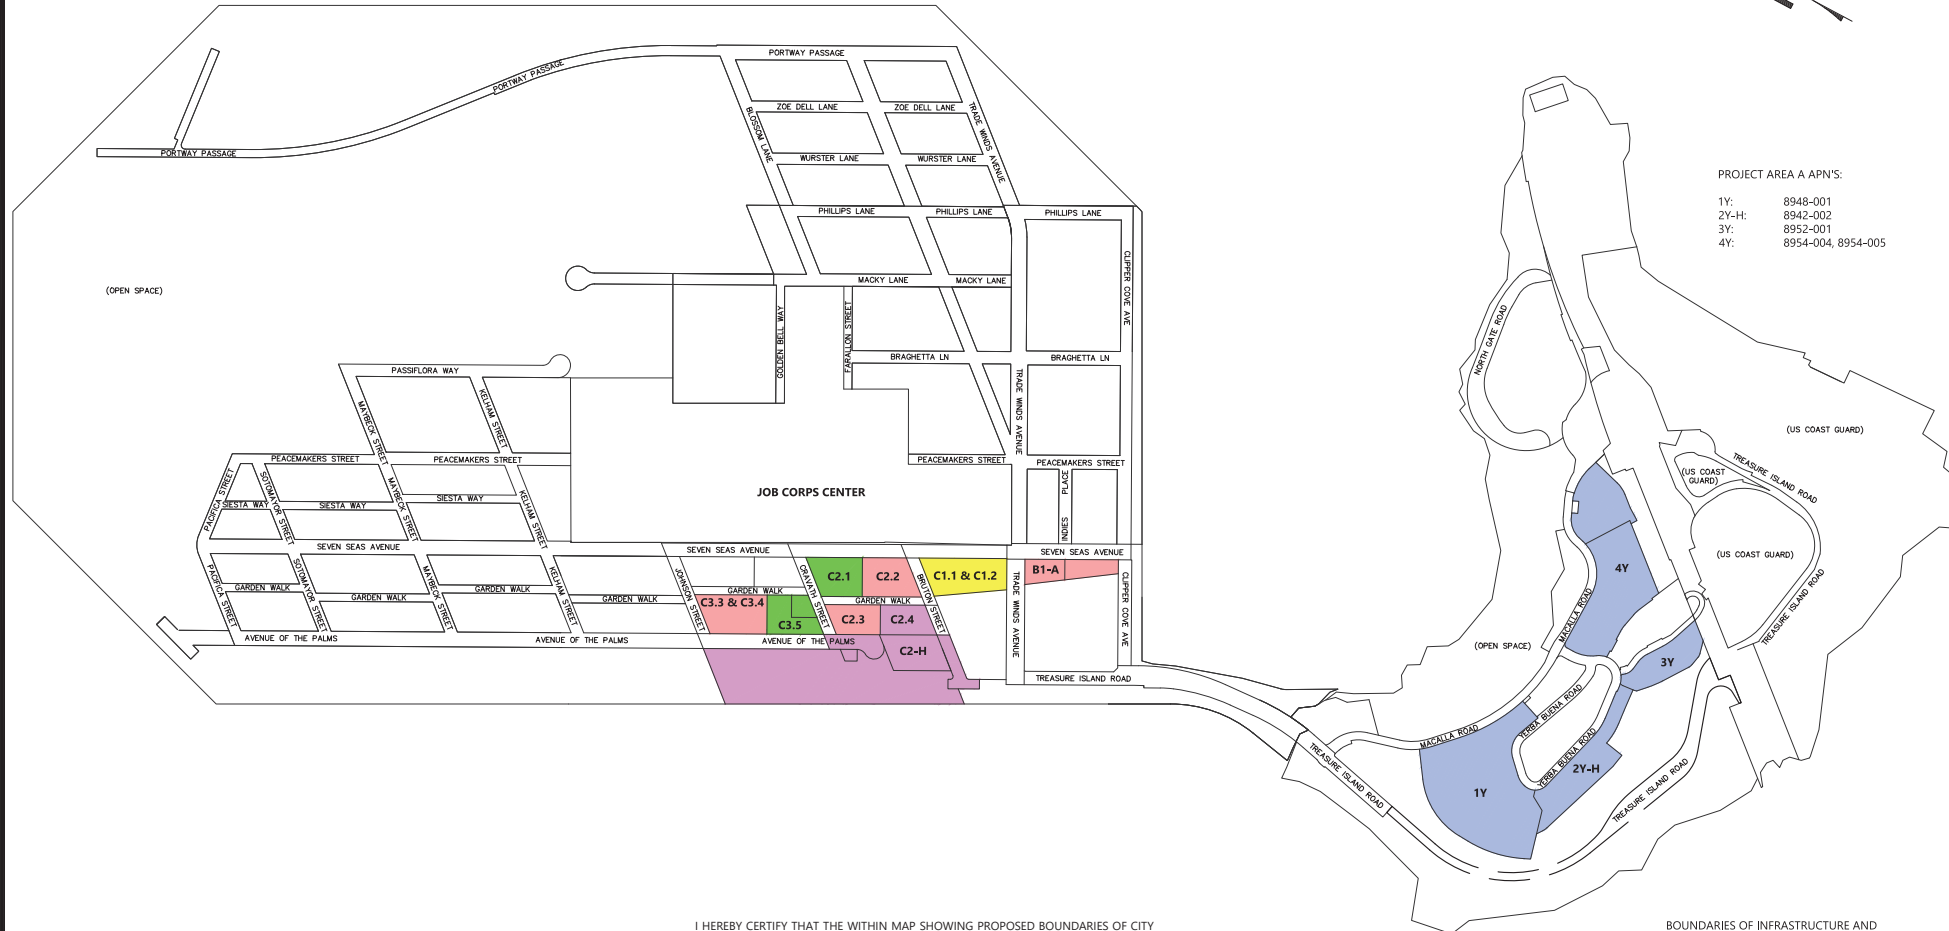 PORTWAY PASSAGE
PORTWAY PASSAGE
PORTWAY PASSAGE
BLOSSOM LANE
ZOE DELL LANE
ZOE DELL LANE
TRADE WINDS AVENUE
WURSTER LANE
WURSTER LANE
PHILLIPS LANE
PHILLIPS LANE
PHILLIPS LANE
CLIPPER COVE AVE
MACKY LANE
MACKY LANE
GOLDEN BELL WAY
FARALLON STREET
BRAGHETTA LN
BRAGHETTA LN
TRADE WINDS AVENUE
(OPEN SPACE)
PASSIFLORA WAY
MAYBECK STREET
KELHAM STREET
PEACEMAKERS STREET
PEACEMAKERS STREET
PEACEMAKERS STREET
PEACEMAKERS STREET
PACIFICA STREET
SOTOMAYOR STREET
MAYBECK STREET
KELHAM STREET
SIESTA WAY
SIESTA WAY
SIESTA WAY
JOB CORPS CENTER
INDIES PLACE
SEVEN SEAS AVENUE
SEVEN SEAS AVENUE
SEVEN SEAS AVENUE
PACIFICA STREET
SOTOMAYOR STREET
MAYBECK STREET
KELHAM STREET
JOHNSON STREET
CRAVATH STREET
BRUTON STREET
TRADE WINDS AVENUE
CLIPPER COVE AVE
GARDEN WALK
GARDEN WALK
GARDEN WALK
GARDEN WALK
GARDEN WALK
GARDEN WALK
C2.1
C2.2
C1.1 & C1.2
B1-A
C3.3 & C3.4
C3.5
C2.3
C2.4
C2-H
AVENUE OF THE PALMS
AVENUE OF THE PALMS
AVENUE OF THE PALMS
TREASURE ISLAND ROAD
PROJECT AREA A APN'S:
1Y: 8948-001
2Y-H: 8942-002
3Y: 8952-001
4Y: 8954-004, 8954-005
NORTH GATE ROAD
(US COAST GUARD)
(US COAST
GUARD)
TREASURE ISLAND ROAD
(US COAST GUARD)
TREASURE ISLAND ROAD
4Y
MACALLA ROAD
(OPEN SPACE)
3Y
YERBA BUENA ROAD
MACALLA ROAD
YERBA BUENA ROAD
2Y-H
1Y
TREASURE ISLAND ROAD
TREASURE ISLAND ROAD
I HEREBY CERTIFY THAT THE WITHIN MAP SHOWING PROPOSED BOUNDARIES OF CITY
BOUNDARIES OF INFRASTRUCTURE AND